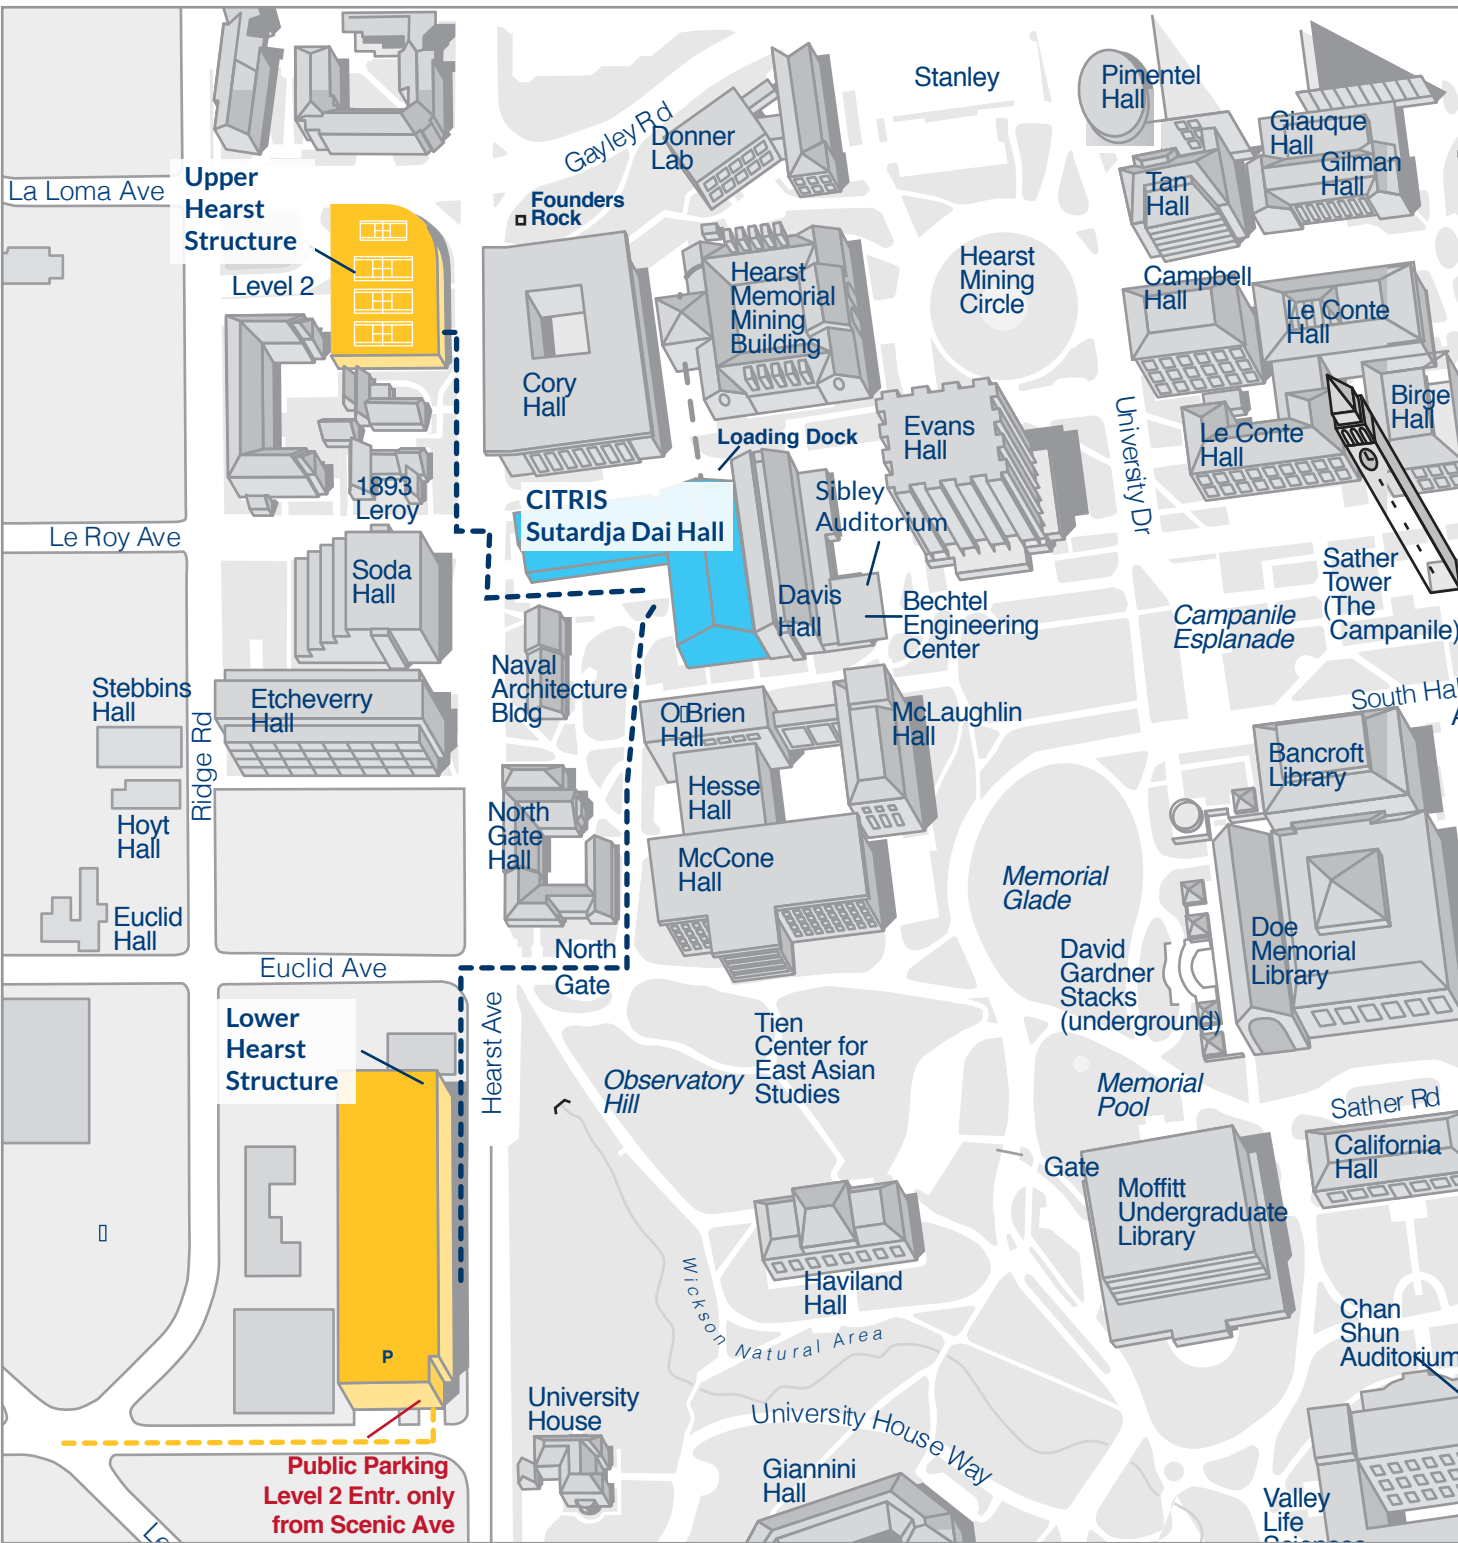 Stanley
Pimentel
Hall
Gayley Rd
Donner
Lab
Giauque
Hall
Gilman
Hall
Tan
Hall
La Loma Ave
Upper
Hearst
Structure
Level 2
Founders
Rock
Hearst
Memorial
Mining
Building
Hearst
Mining
Circle
Campbell
Hall
Le Conte
Hall
Cory
Hall
Birge
Hall
University Dr
Evans
Hall
Le Conte
Hall
Loading Dock
1893
Leroy
CITRIS
Sutardja Dai Hall
Sibley
Auditorium
Le Roy Ave
Soda
Hall
Davis
Hall
Bechtel
Engineering
Center
Campanile
Esplanade
Sather
Tower
(The
Campanile)
Naval
Architecture
Bldg
Stebbins
Hall
Etcheverry
Hall
Ridge Rd
O▯Brien
Hall
McLaughlin
Hall
South Hal
Bancroft
Library
Hesse
Hall
Hoyt
Hall
North
Gate
Hall
McCone
Hall
Memorial
Glade
Euclid
Hall
Doe
Memorial
Library
North
Gate
Euclid Ave
David
Gardner
Stacks
(underground)
Lower
Hearst
Structure
Hearst Ave
Tien
Center for
East Asian
Studies
Observatory
Hill
Memorial
Pool
Sather Rd
California
Hall
Gate
Moffitt
Undergraduate
Library
Haviland
Hall
Wickson Natural Area
Chan
Shun
Auditorium
P
University
House
University House Way
Public Parking
Level 2 Entr. only
from Scenic Ave
Giannini
Hall
Valley
Life
Sciences
Le